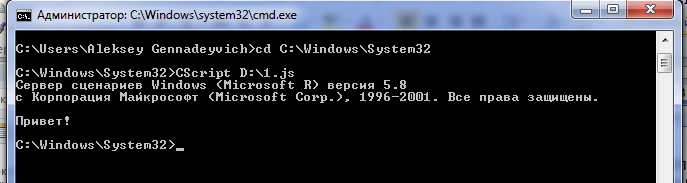 Администратор: C:\Windows\system32\cmd.exe
C:\Users\Aleksey Gennadeyvich>cd C:\Windows\System32
C:\Windows\System32>CScript D:\1.js
Сервер сценариев Windows (Microsoft R) версия 5.8
с Корпорация Майкрософт (Microsoft Corp.), 1996-2001. Все права защищены.
Привет!
C:\Windows\System32>_